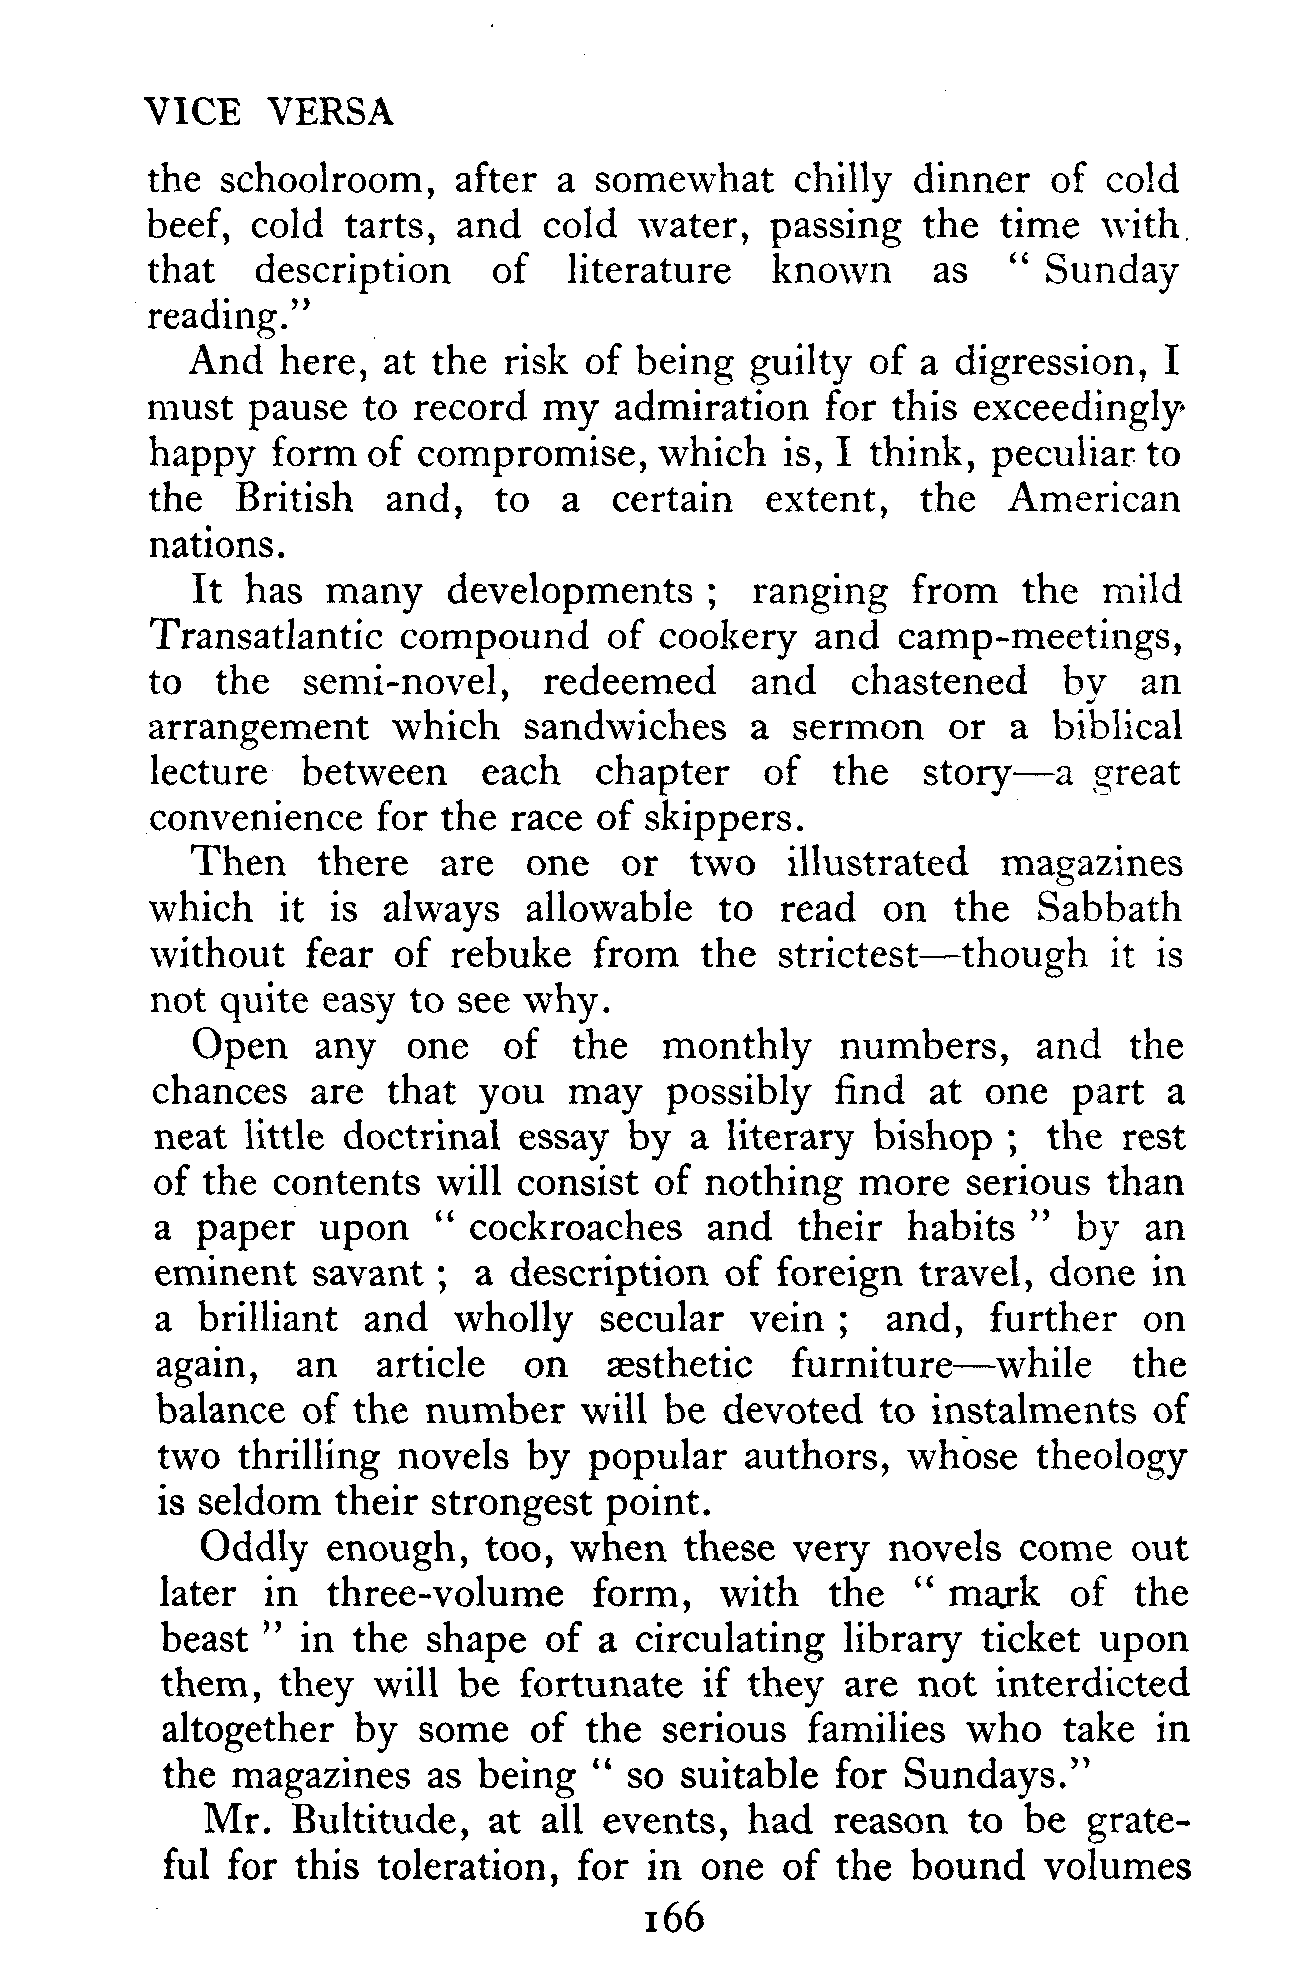 VICE VERSA
the schoolroom, after a somewhat chilly dinner of cold
beef, cold tarts, and cold water, passing the time with
that description of literature known as “ Sunday
reading.”
And here, at the risk of being guilty of a digression, I
must pause to record my admiration for this exceedingly
happy form of compromise, which is, I think, peculiar to
the British and, to a certain extent, the American
nations.
It has many developments ; ranging from the mild
Transatlantic compound of cookery and camp-meetings,
to the semi-novel, redeemed and chastened by an
arrangement which sandwiches a sermon or a biblical
lecture between each chapter of the story—a great
convenience for the race of skippers.
Then there are one or two illustrated magazines
which it is always allowable to read on the Sabbath
without fear of rebuke from the strictest—though it is
not quite easy to see why.
Open any one of the monthly numbers, and the
chances are that you may possibly find at one part a
neat little doctrinal essay by a literary bishop ; the rest
of the contents will consist of nothing more serious than
a paper upon “ cockroaches and their habits ” by an
eminent savant ; a description of foreign travel, done in
a brilliant and wholly secular vein ; and, further on
again, an article on æsthetic furniture—while the
balance of the number will be devoted to instalments of
two thrilling novels by popular authors, whose theology
is seldom their strongest point.
Oddly enough, too, when these very novels come out
later in three-volume form, with the “ mark of the
beast ” in the shape of a circulating library ticket upon
them, they will be fortunate if they are not interdicted
altogether by some of the serious families who take in
the magazines as being “ so suitable for Sundays.”
Mr. Bultitude, at all events, had reason to be grate-
ful for this toleration, for in one of the bound volumes
166